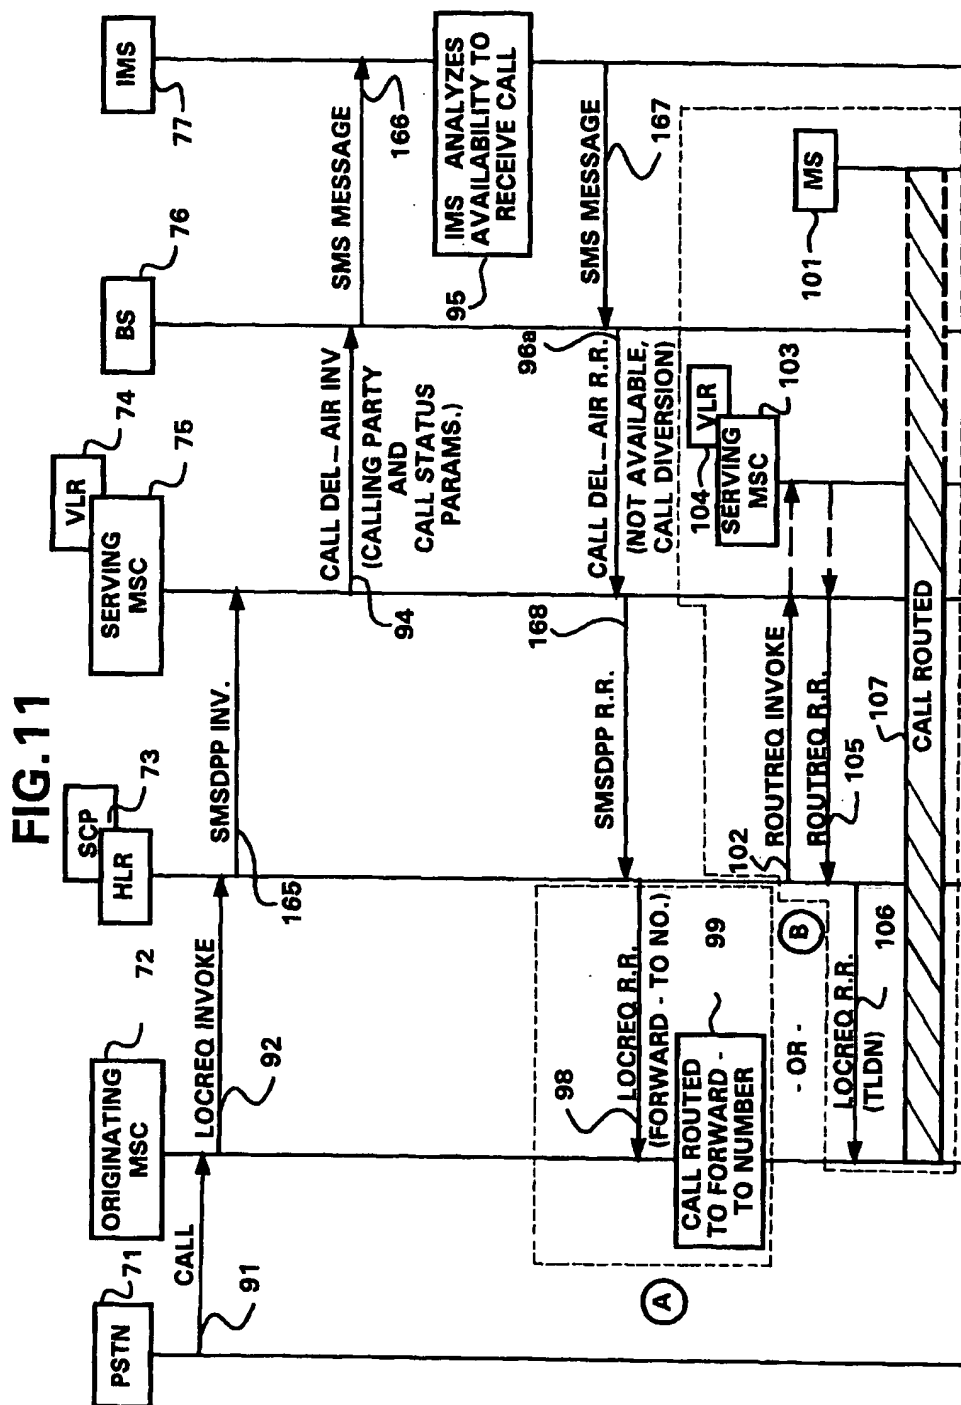 FIG.11
PSTN
71
ORIGINATING
MSC
72
SCP
HLR
73
VLR
74
SERVING
MSC
75
BS
76
IMS
77
CALL
91
LOCREQ INVOKE
92
SMSDPP INV.
165
CALL DEL-AIR INV
(CALLING PARTY
AND
CALL STATUS
PARAMS.)
94
SMS MESSAGE
166
IMS ANALYZES
AVAILABILITY TO
RECEIVE CALL
95
SMS MESSAGE
167
96a
CALL DEL-AIR R.R.
(NOT AVAILABLE,
CALL DIVERSION)
SMSDPP R.R.
168
98
LOCREQ R.R.
(FORWARD - TO NO.)
CALL ROUTED
TO FORWARD -
TO NUMBER
99
A
- OR -
B
VLR
104
SERVING
MSC
103
MS
101
102
ROUTREQ INVOKE
ROUTREQ R.R.
105
LOCREQ R.R.
(TLDN)
106
107
CALL ROUTED